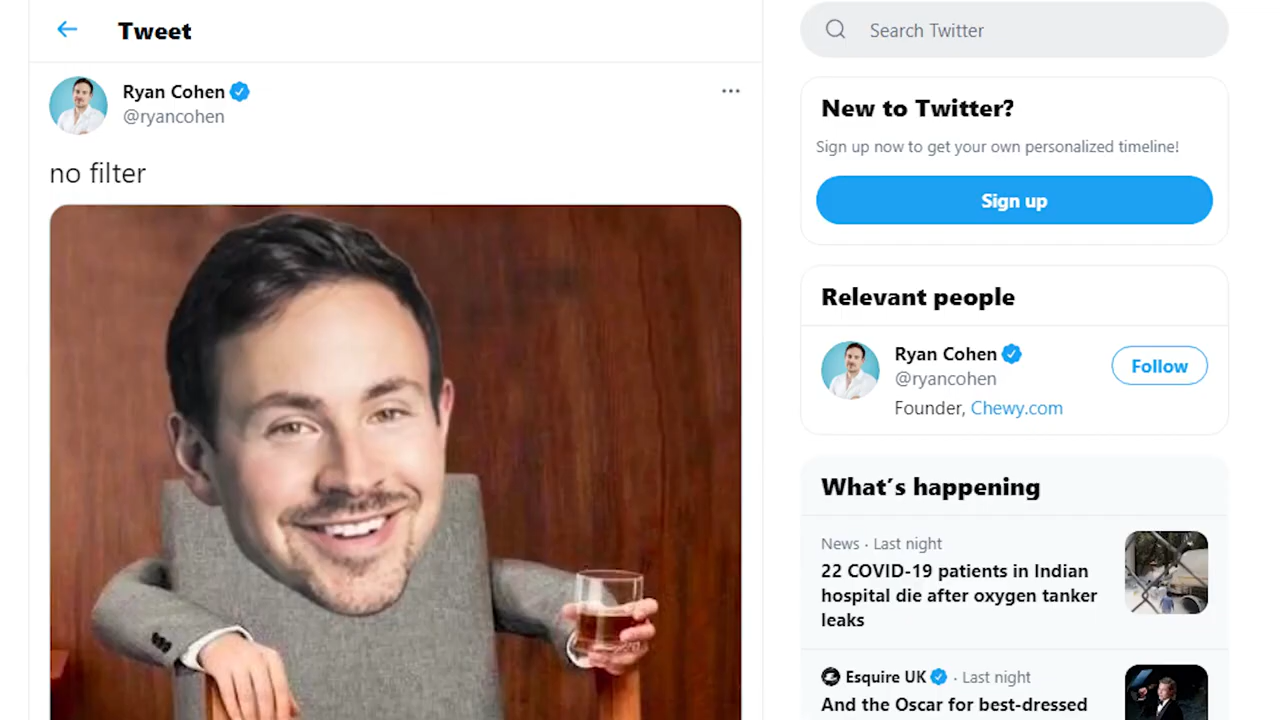 Tweet
Ryan Cohen
@ryancohen
no filter
Search Twitter
New to Twitter?
Sign up now to get your own personalized timeline!
Sign up
Relevant people
Ryan Cohen
@ryancohen
Founder, Chewy.com
Follow
What's happening
News · Last night
22 COVID-19 patients in Indian
hospital die after oxygen tanker
leaks
Esquire UK · Last night
And the Oscar for best-dressed